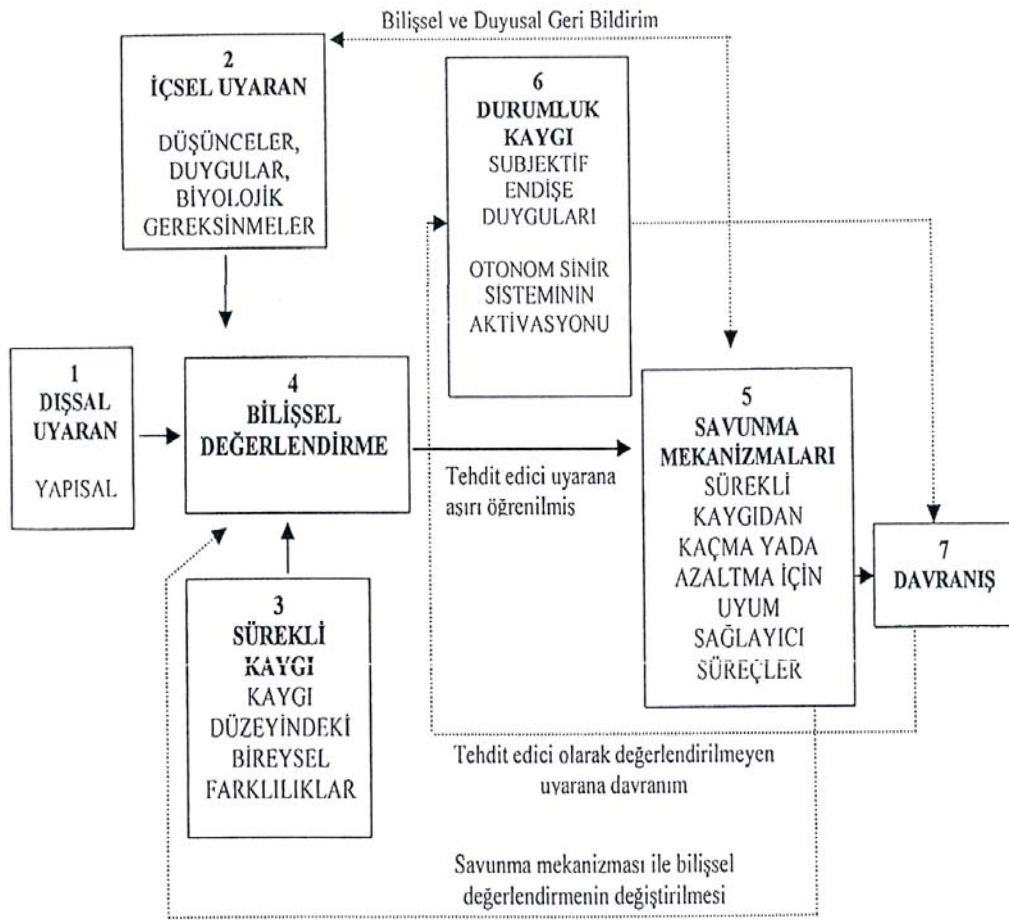 Bilişsel ve Duyusal Geri Bildirim
2
İÇSEL UYARAN
DÜŞÜNCELER,
DUYGULAR,
BİYOLOJİK
GEREKSİNMELER
6
DURUMLUK
KAYGI
SUBJEKTİF
ENDİŞE
DUYGULARI
OTONOM SİNİR
SİSTEMİNİN
AKTİVASYONU
1
DIŞSAL
UYARAN
YAPISAL
4
BİLİŞSEL
DEĞERLENDİRME
Tehdit edici uyarana
aşırı öğrenilmiş
5
SAVUNMA
MEKANİZMALARI
SÜREKLİ
KAYGIDAN
KAÇMA YADA
AZALTMA İÇİN
UYUM
SAĞLAYICI
SÜREÇLER
7
DAVRANIŞ
3
SÜREKLİ
KAYGI
KAYGI
DÜZEYİNDEKİ
BİREYSEL
FARKLILIKLAR
Tehdit edici olarak değerlendirilmeyen
uyarana davranım
Savunma mekanizması ile bilişsel
değerlendirmenin değiştirilmesi